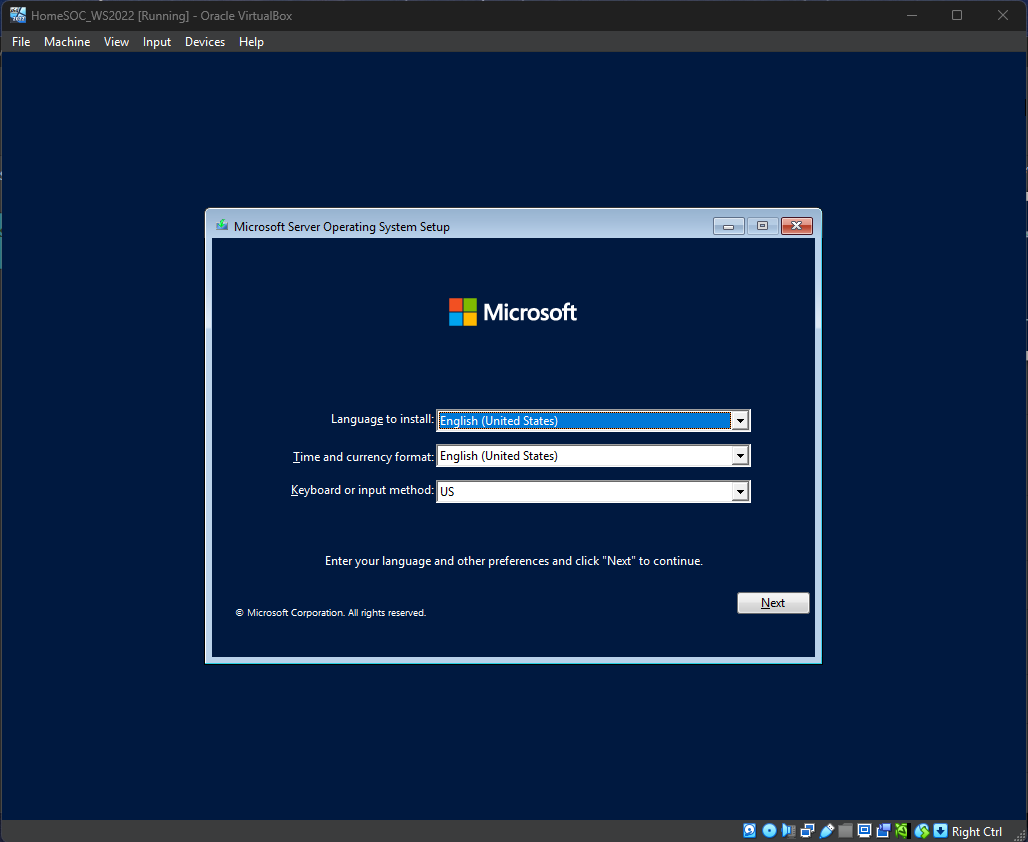 HomeSOC_WS2022 [Running] - Oracle VirtualBox
File Machine View Input Devices Help
Microsoft Server Operating System Setup
Microsoft
Language to install: English (United States)
Time and currency format: English (United States)
Keyboard or input method: US
Enter your language and other preferences and click "Next" to continue.
Next
© Microsoft Corporation. All rights reserved.
Right Ctrl